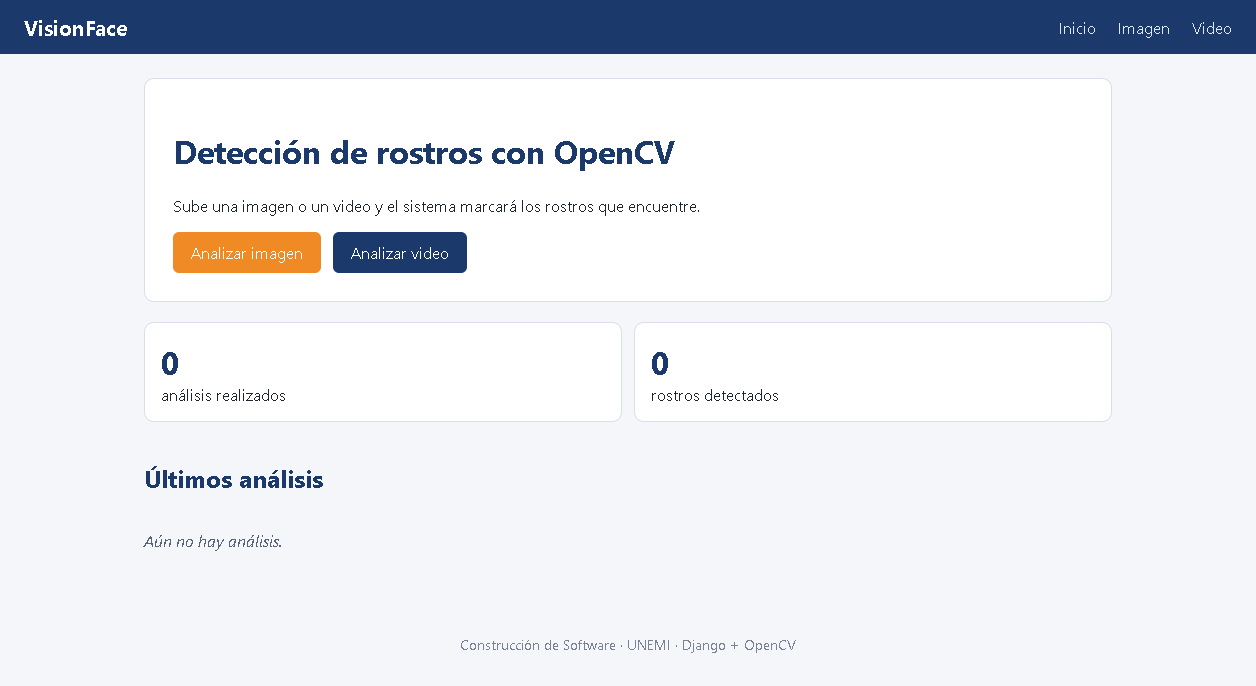 VisionFace
Inicio Imagen Video
Detección de rostros con OpenCV
Sube una imagen o un video y el sistema marcará los rostros que encuentre.
Analizar imagen Analizar video
0
análisis realizados
0
rostros detectados
Últimos análisis
Aún no hay análisis.
Construcción de Software · UNEMI · Django + OpenCV